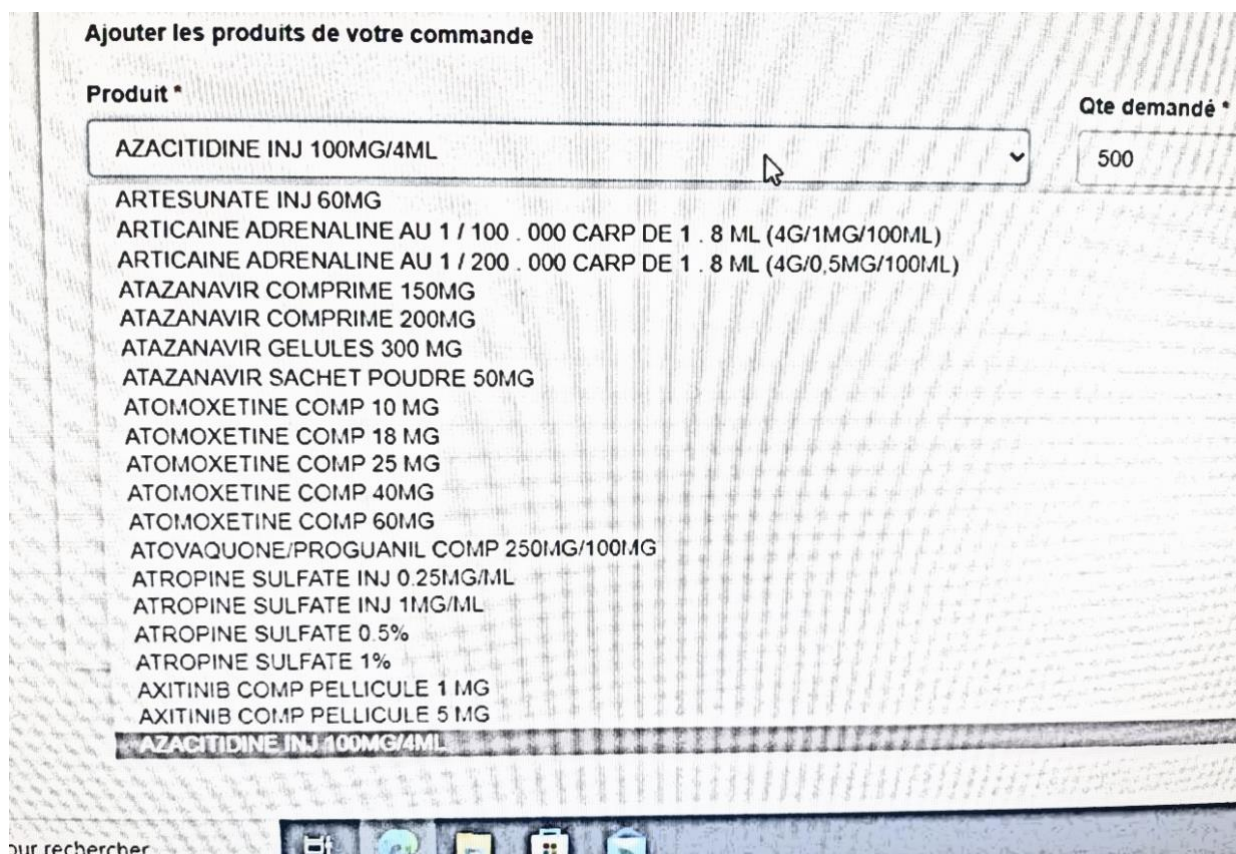 Ajouter les produits de votre commande
Produit *
Qte demandé *
AZACITIDINE INJ 100MG/4ML
500
ARTESUNATE INJ 60MG
ARTICAINE ADRENALINE AU 1 / 100 . 000 CARP DE 1 . 8 ML (4G/1MG/100ML)
ARTICAINE ADRENALINE AU 1 / 200 . 000 CARP DE 1 . 8 ML (4G/0,5MG/100ML)
ATAZANAVIR COMPRIME 150MG
ATAZANAVIR COMPRIME 200MG
ATAZANAVIR GELULES 300 MG
ATAZANAVIR SACHET POUDRE 50MG
ATOMOXETINE COMP 10 MG
ATOMOXETINE COMP 18 MG
ATOMOXETINE COMP 25 MG
ATOMOXETINE COMP 40MG
ATOMOXETINE COMP 60MG
ATOVAQUONE/PROGUANIL COMP 250MG/100MG
ATROPINE SULFATE INJ 0.25MG/ML
ATROPINE SULFATE INJ 1MG/ML
ATROPINE SULFATE 0.5%
ATROPINE SULFATE 1%
AXITINIB COMP PELLICULE 1 MG
AXITINIB COMP PELLICULE 5 MG
AZACITIDINE INJ 100MG/4ML
our rechercher